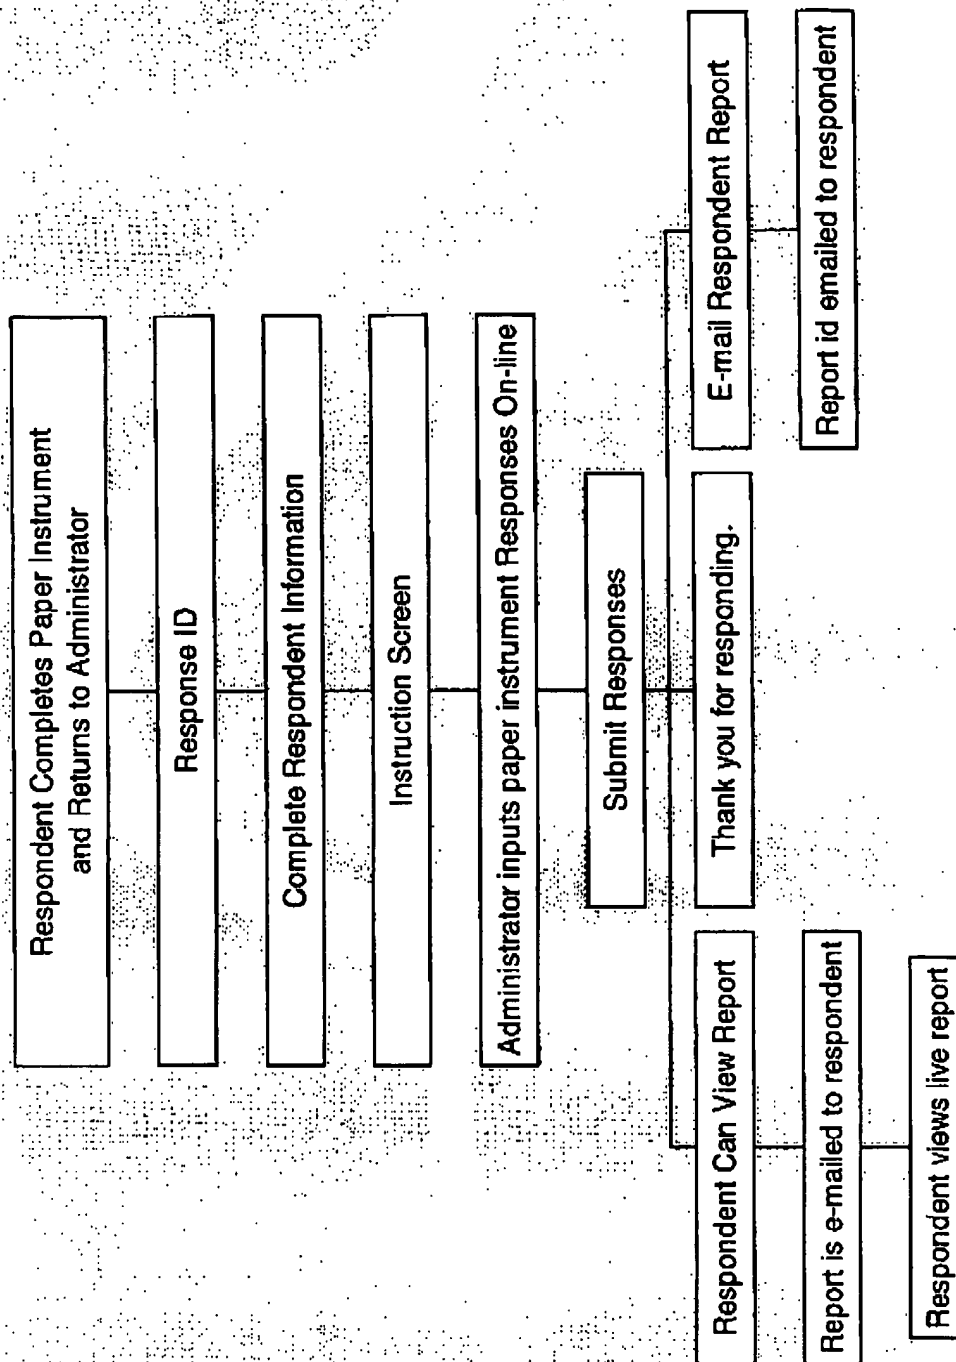 Respondent Completes Paper Instrument
and Returns to Administrator
Response ID
Complete Respondent Information
Instruction Screen
Administrator inputs paper instrument Responses On-line
Submit Responses
Respondent Can View Report
Thank you for responding.
E-mail Respondent Report
Report is e-mailed to respondent
Report id emailed to respondent
Respondent views live report